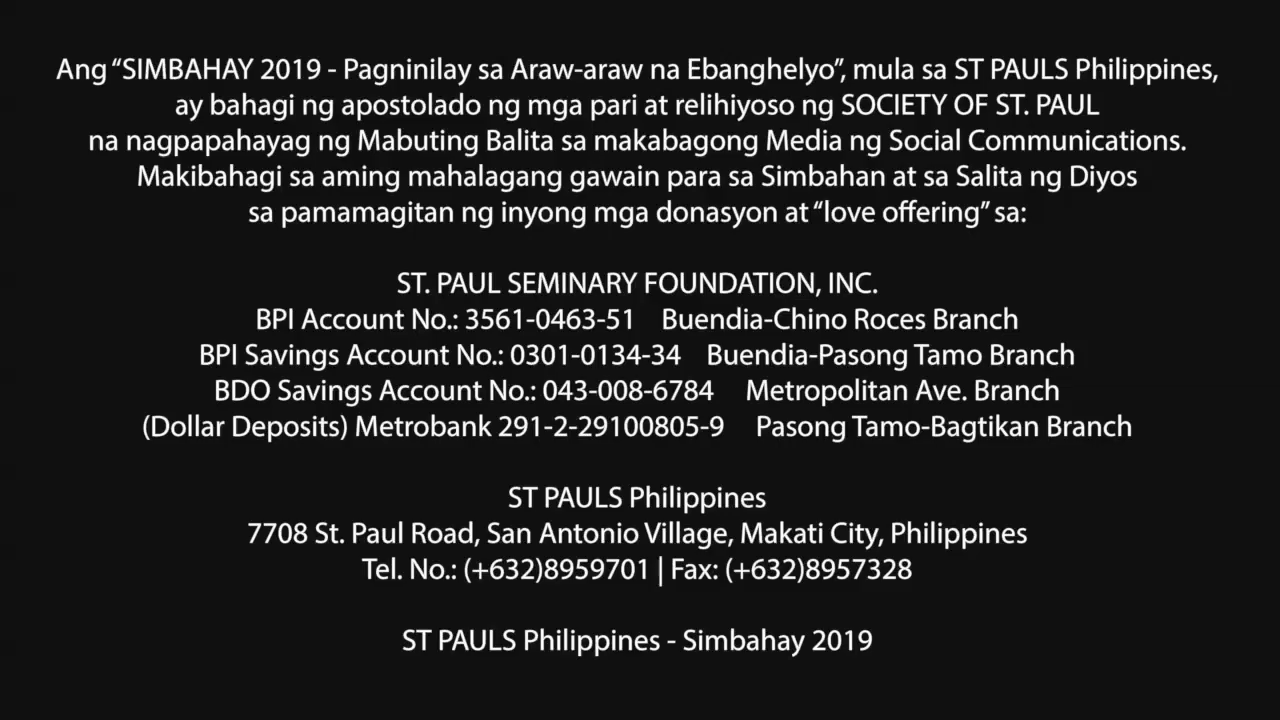 Ang “SIMBAHAY 2019 - Pagninilay sa Araw-araw na Ebanghelyo”, mula sa ST PAULS Philippines,
ay bahagi ng apostolado ng mga pari at relihiyoso ng SOCIETY OF ST. PAUL
na nagpapahayag ng Mabuting Balita sa makabagong Media ng Social Communications.
Makibahagi sa aming mahalagang gawain para sa Simbahan at sa Salita ng Diyos
sa pamamagitan ng inyong mga donasyon at “love offering” sa:
ST. PAUL SEMINARY FOUNDATION, INC.
BPI Account No.: 3561-0463-51 Buendia-Chino Roces Branch
BPI Savings Account No.: 0301-0134-34 Buendia-Pasong Tamo Branch
BDO Savings Account No.: 043-008-6784 Metropolitan Ave. Branch
(Dollar Deposits) Metrobank 291-2-29100805-9 Pasong Tamo-Bagtikan Branch
ST PAULS Philippines
7708 St. Paul Road, San Antonio Village, Makati City, Philippines
Tel. No.: (+632)8959701 | Fax: (+632)8957328
ST PAULS Philippines - Simbahay 2019